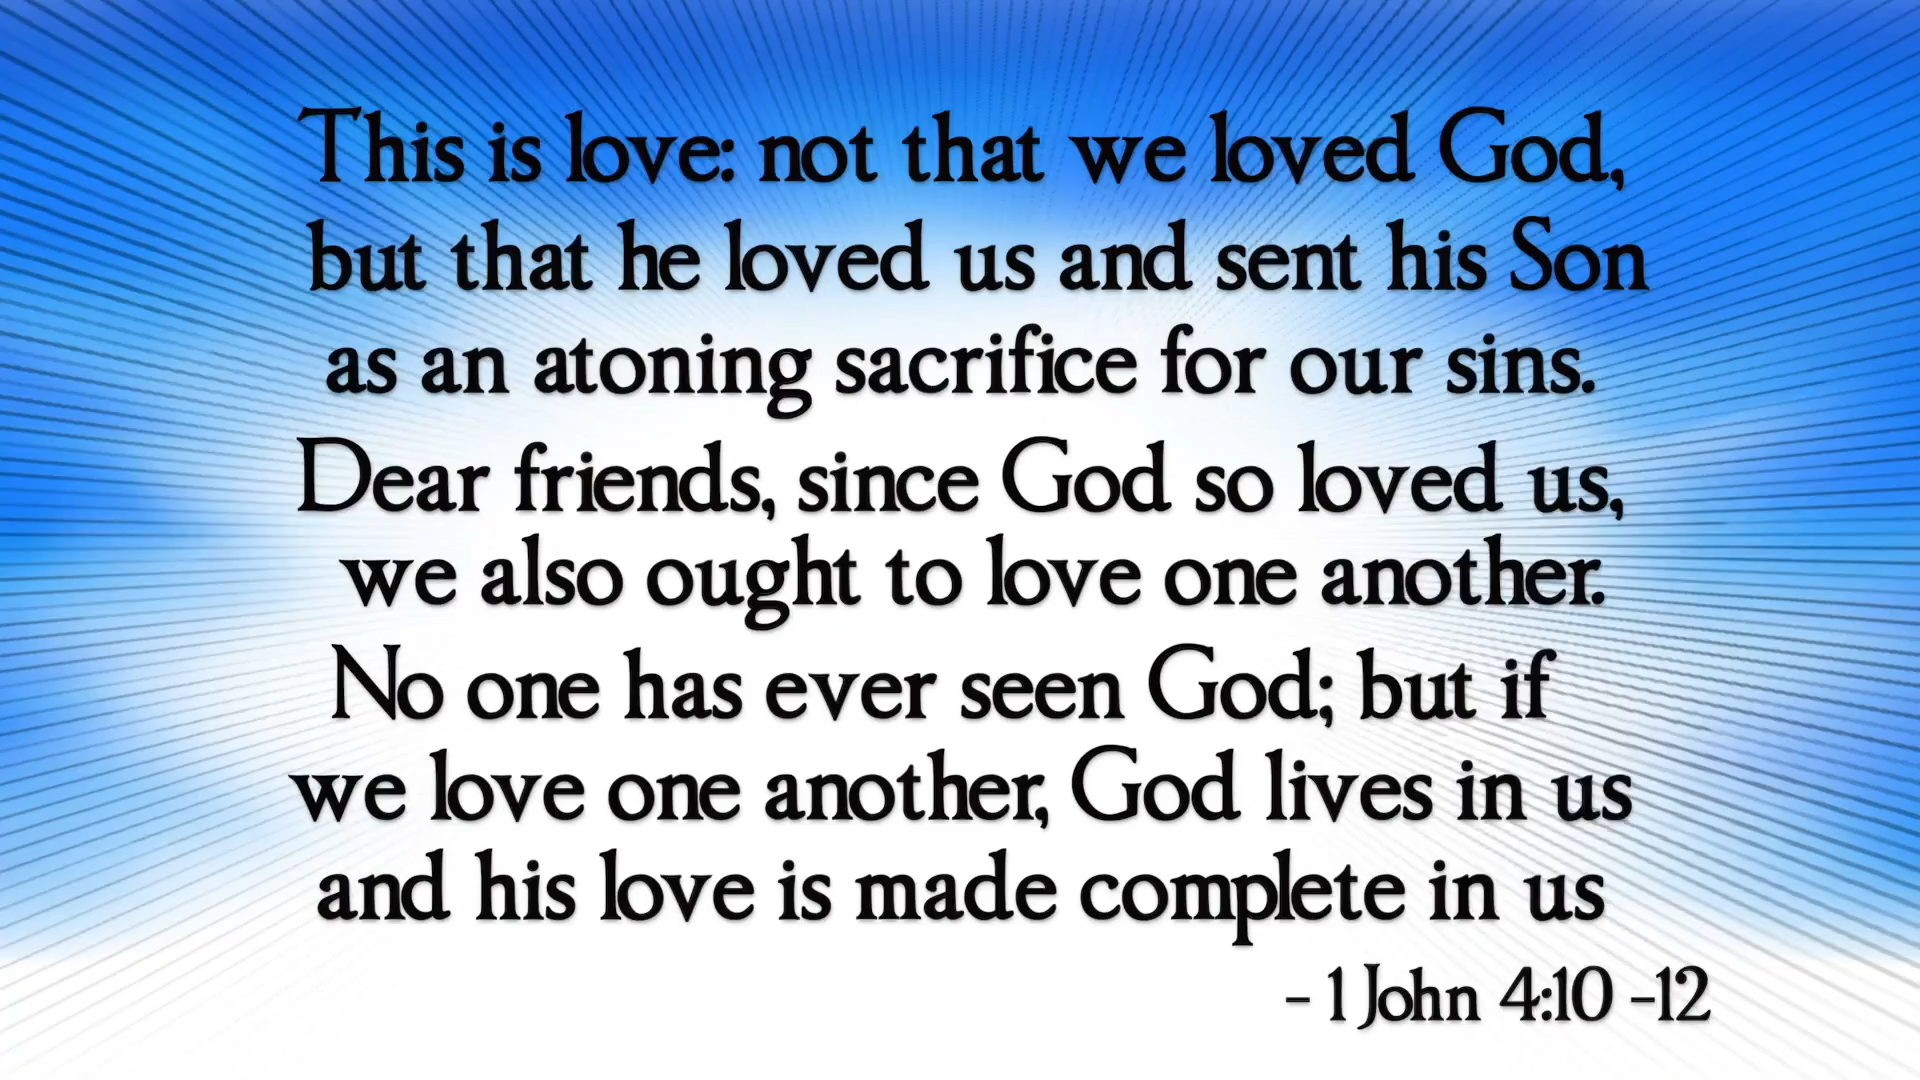 This is love: not that we loved God,
but that he loved us and sent his Son
as an atoning sacrifice for our sins.
Dear friends, since God so loved us,
we also ought to love one another.
No one has ever seen God; but if
we love one another, God lives in us
and his love is made complete in us
- 1 John 4:10 -12